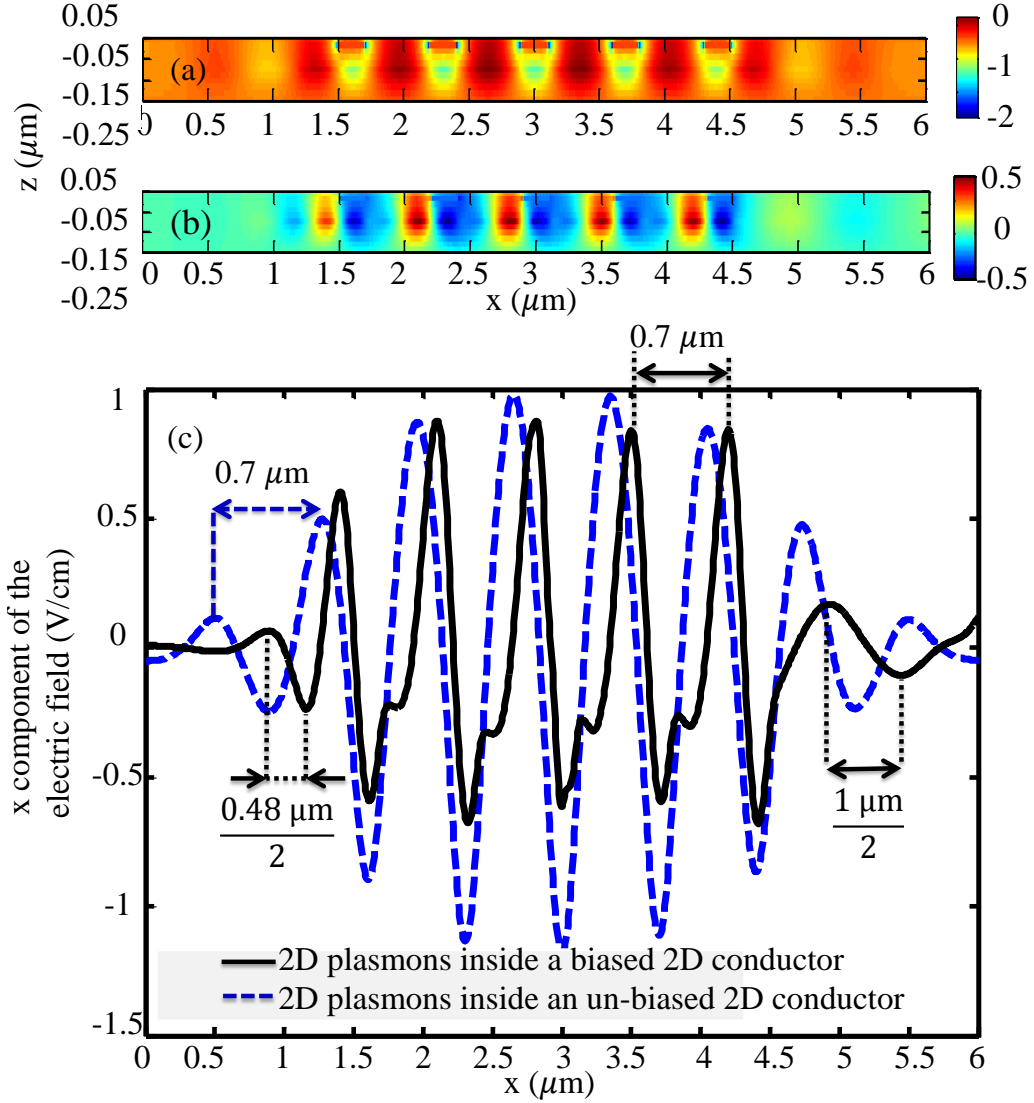 0.05
-0.05
-0.15
-0.25
z (μm)
(a)
0
-1
-2
0 0.5 1 1.5 2 2.5 3 3.5 4 4.5 5 5.5 6
0.05
-0.05
-0.15
-0.25
(b)
0.5
0
-0.5
0 0.5 1 1.5 2 2.5 3 3.5 4 4.5 5 5.5 6
x (μm)
0.7 μm
1
(c)
0.7 μm
0.5
0
-0.5
-1
-1.5
x component of the
electric field (V/cm)
0.48 μm
2
1 μm
2
2D plasmons inside a biased 2D conductor
2D plasmons inside an un-biased 2D conductor
0 0.5 1 1.5 2 2.5 3 3.5 4 4.5 5 5.5 6
x (μm)